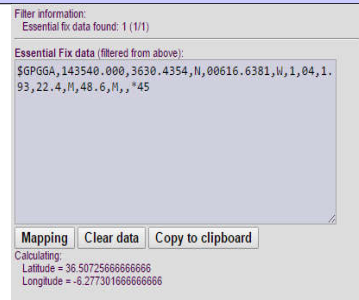 Filter information:
Essential fix data found: 1 (1/1)
Essential Fix data (filtered from above):
$GPGGA,143540.000,3630.4354,N,00616.6381,W,1,04,1.
93,22.4,M,48.6,M,,*45
Mapping Clear data Copy to clipboard
Calculating:
Latitude = 36.50725666666666
Longitude = -6.277301666666666